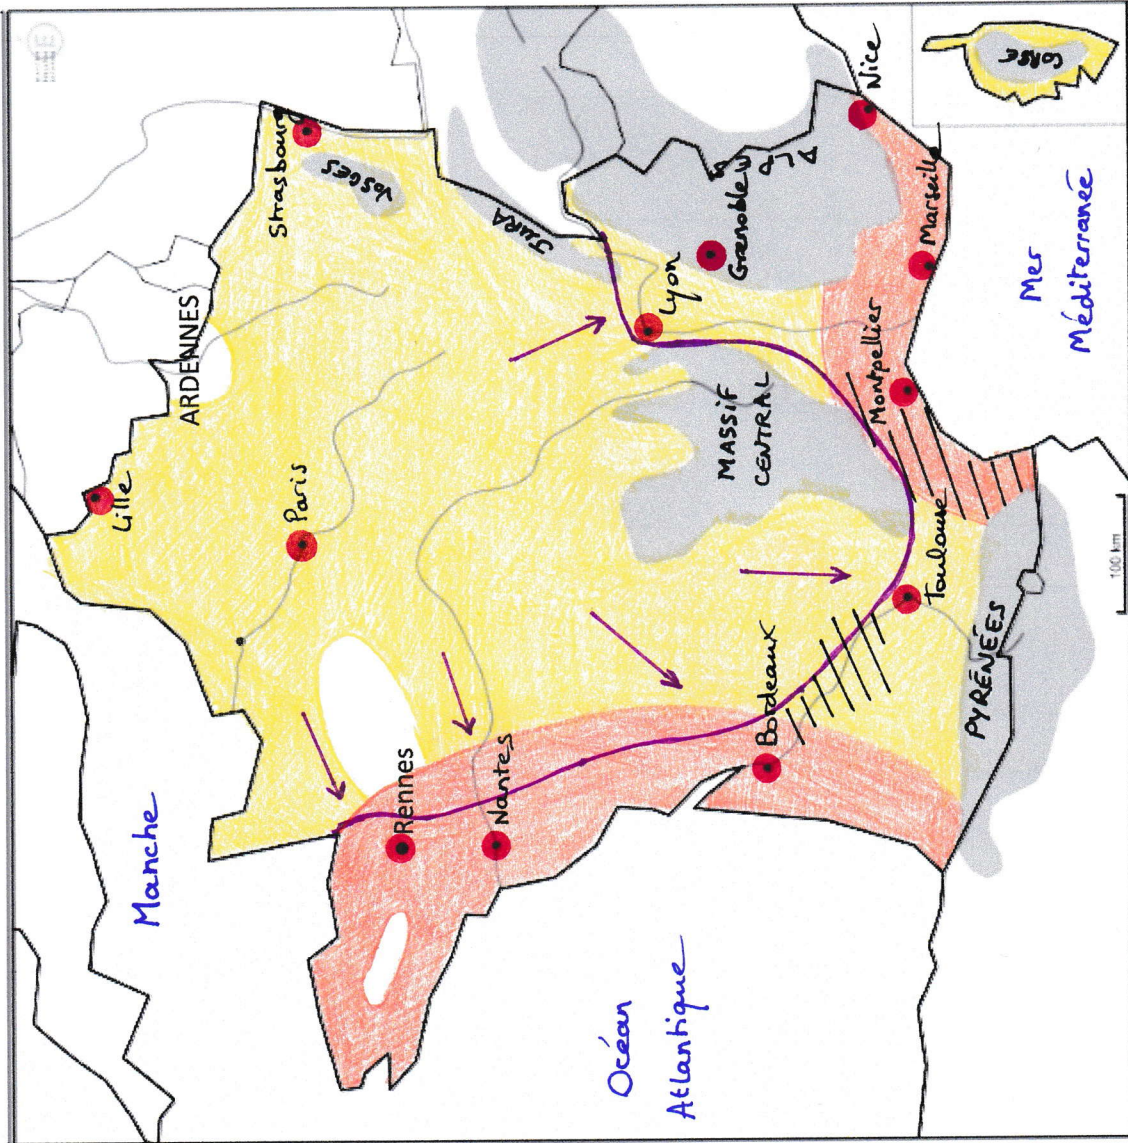 Lille
Manche
ARDENNES
Strasbourg
Paris
VOSGES
Rennes
Nantes
JURA
Océan
Atlantique
Lyon
MASSIF
CENTRAL
Grenoble
ALPES
Bordeaux
Nice
Montpellier
Marseille
Toulouse
PYRÉNÉES
Mer
Méditerranée
CORSE
100 km